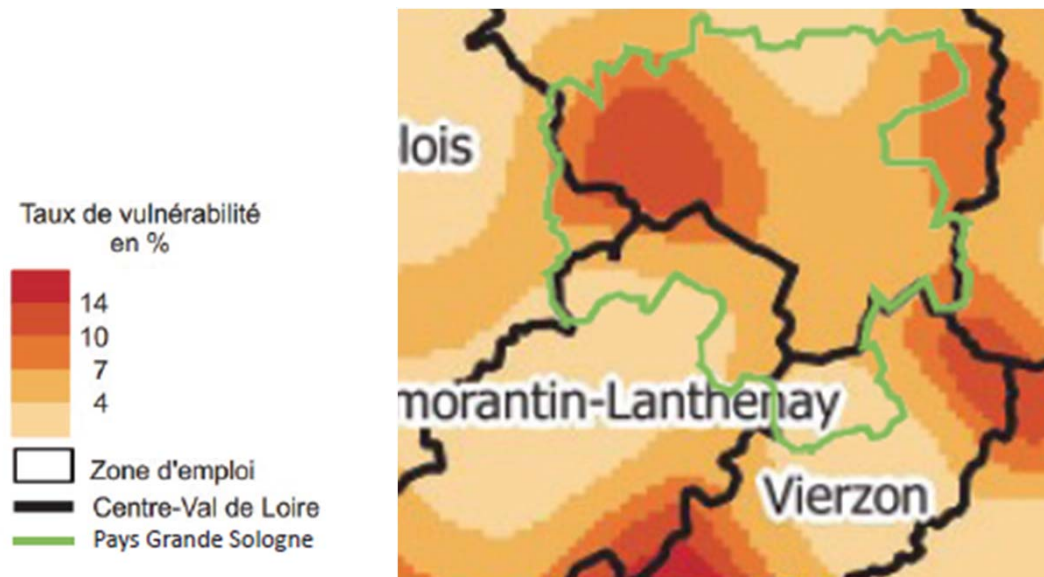 Taux de vulnérabilité
en %
14
10
7
4
Zone d'emploi
Centre-Val de Loire
Pays Grande Sologne
lois
morantin-Lanthenay
Vierzon